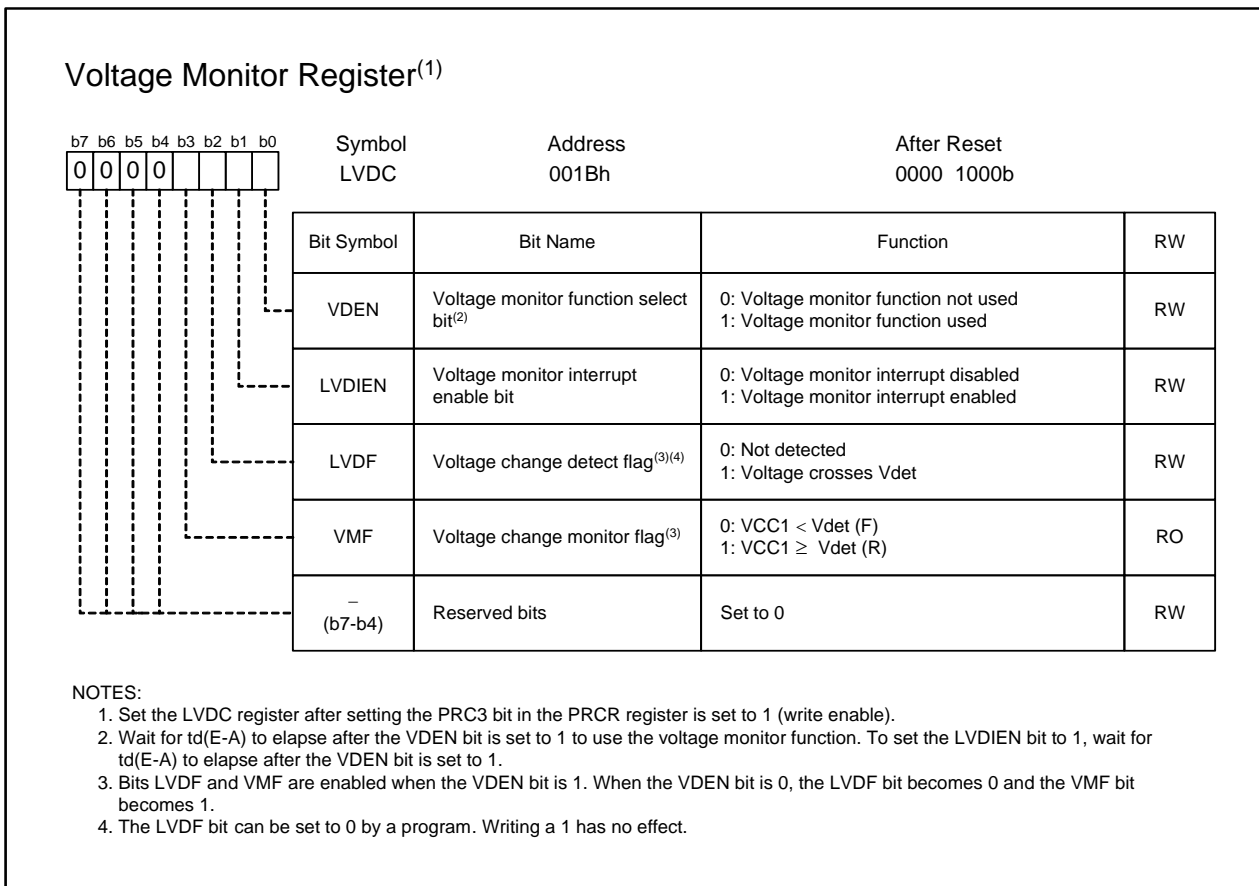 Voltage Monitor Register(1)
b7 b6 b5 b4 b3 b2 b1 b0
Symbol Address After Reset
0 0 0 0
LVDC 001Bh 0000 1000b
Bit Symbol Bit Name Function RW
VDEN Voltage monitor function select bit(2) 0: Voltage monitor function not used
1: Voltage monitor function used RW
LVDIEN Voltage monitor interrupt enable bit 0: Voltage monitor interrupt disabled
1: Voltage monitor interrupt enabled RW
LVDF Voltage change detect flag(3)(4) 0: Not detected
1: Voltage crosses Vdet RW
VMF Voltage change monitor flag(3) 0: VCC1 < Vdet (F)
1: VCC1 ≥ Vdet (R) RO
–
(b7-b4) Reserved bits Set to 0 RW
NOTES:
1. Set the LVDC register after setting the PRC3 bit in the PRCR register is set to 1 (write enable).
2. Wait for td(E-A) to elapse after the VDEN bit is set to 1 to use the voltage monitor function. To set the LVDIEN bit to 1, wait for
td(E-A) to elapse after the VDEN bit is set to 1.
3. Bits LVDF and VMF are enabled when the VDEN bit is 1. When the VDEN bit is 0, the LVDF bit becomes 0 and the VMF bit
becomes 1.
4. The LVDF bit can be set to 0 by a program. Writing a 1 has no effect.